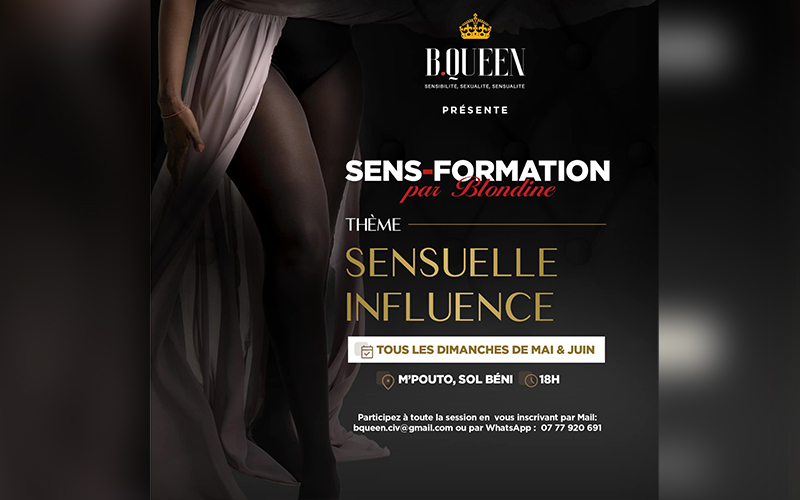 B.QUEEN
SENSIBILITÉ, SEXUALITÉ, SENSUALITÉ
PRÉSENTE
SENS-FORMATION
par Blondine
THÈME
SENSUELLE
INFLUENCE
TOUS LES DIMANCHES DE MAI & JUIN
M'POUTO, SOL BÉNI 18H
Participez à toute la session en vous inscrivant par Mail:
bqueen.civ@gmail.com ou par WhatsApp : 07 77 920 691